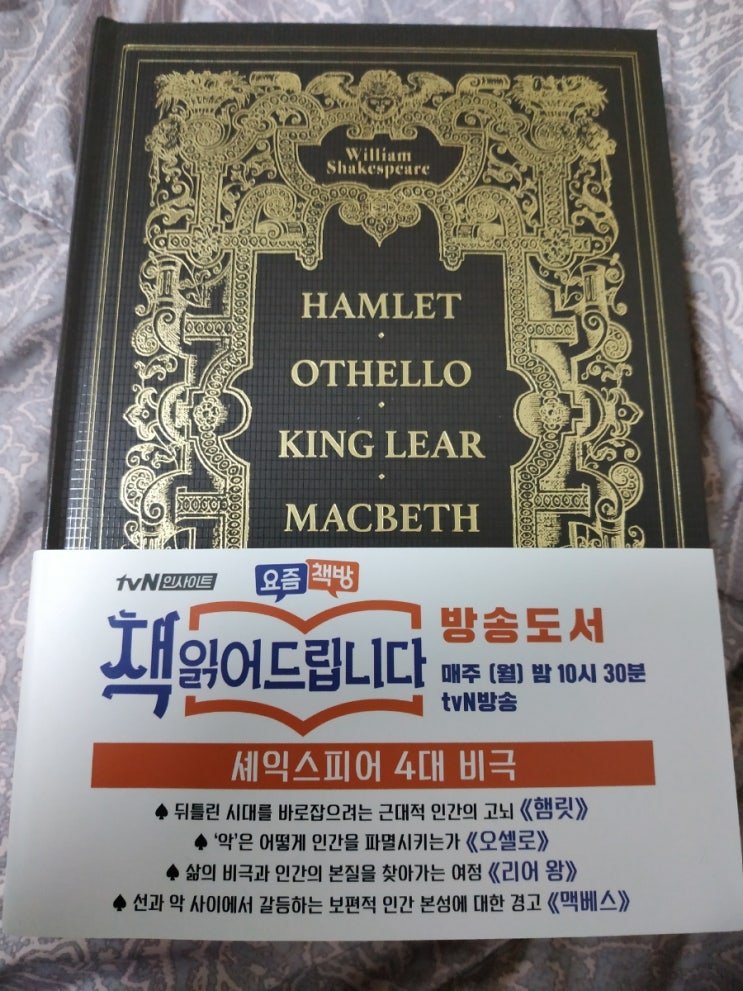 William
Shakespeare
HAMLET
·
OTHELLO
·
KING LEAR
·
MACBETH
tvN 인사이트
요즘 책방
책 읽어드립니다
방송도서
매주 (월) 밤 10시 30분
tvN방송
셰익스피어 4대 비극
♠ 뒤틀린 시대를 바로잡으려는 근대적 인간의 고뇌 《햄릿》
♠ ‘악’은 어떻게 인간을 파멸시키는가 《오셀로》
♠ 삶의 비극과 인간의 본질을 찾아가는 여정 《리어 왕》
♠ 선과 악 사이에서 갈등하는 보편적 인간 본성에 대한 경고 《맥베스》